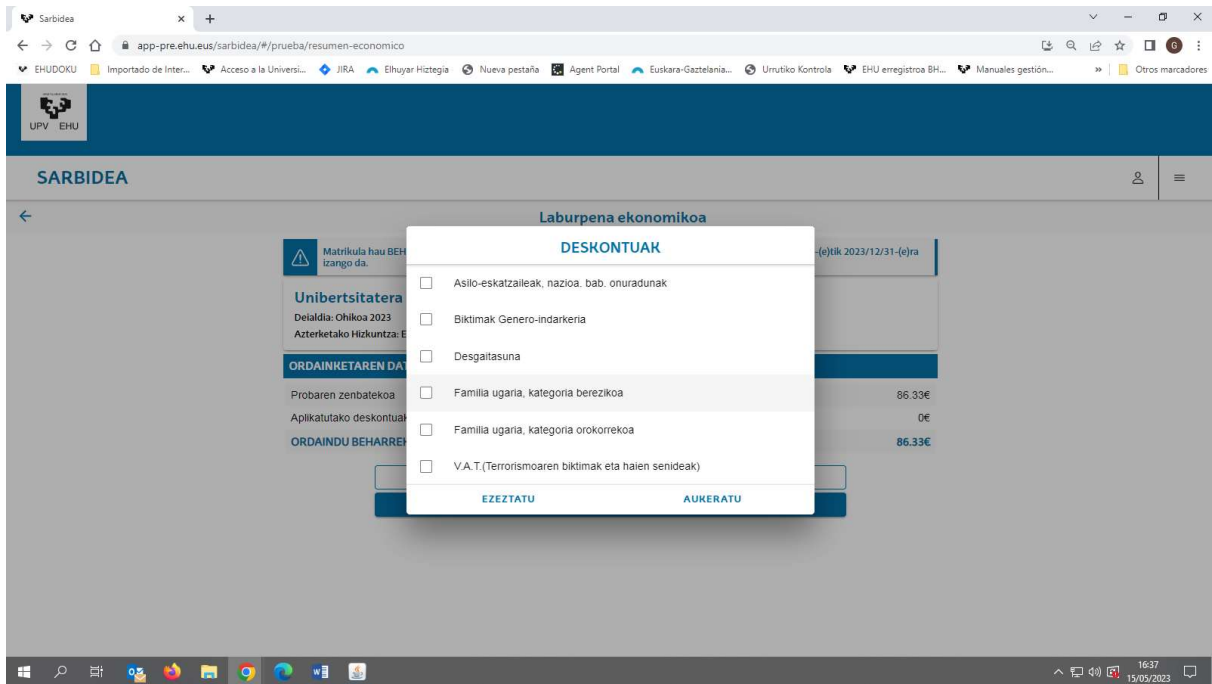 Sarbidea
app-pre.ehu.eus/sarbidea/#/prueba/resumen-economico
G
EHUDOKU Importado de Inter... Acceso a la Universi... JIRA Elhuyar Hiztegia Nueva pestaña Agent Portal Euskara-Gaztelania... Urrutiko Kontrola EHU erregistroa BH... Manuales gestión... » Otros marcadores
UPV EHU
SARBIDEA
Laburpena ekonomikoa
Matrikula hau BEH -(e)tik 2023/12/31-(e)ra
izango da.
Unibertsitatera
Deialdia: Ohikoa 2023
Azterketako Hizkuntza: E
ORDAINKETAREN DAT
Probaren zenbatekoa 86.33€
Aplikatutako deskontuak 0€
ORDAINDU BEHARREK 86.33€
DESKONTUAK
Asilo-eskatzaileak, nazioa. bab. onuradunak
Biktimak Genero-indarkeria
Desgaitasuna
Familia ugaria, kategoria berezikoa
Familia ugaria, kategoria orokorrekoa
V.A.T.(Terrorismoaren biktimak eta haien senideak)
EZEZTATU AUKERATU
16:37
15/05/2023